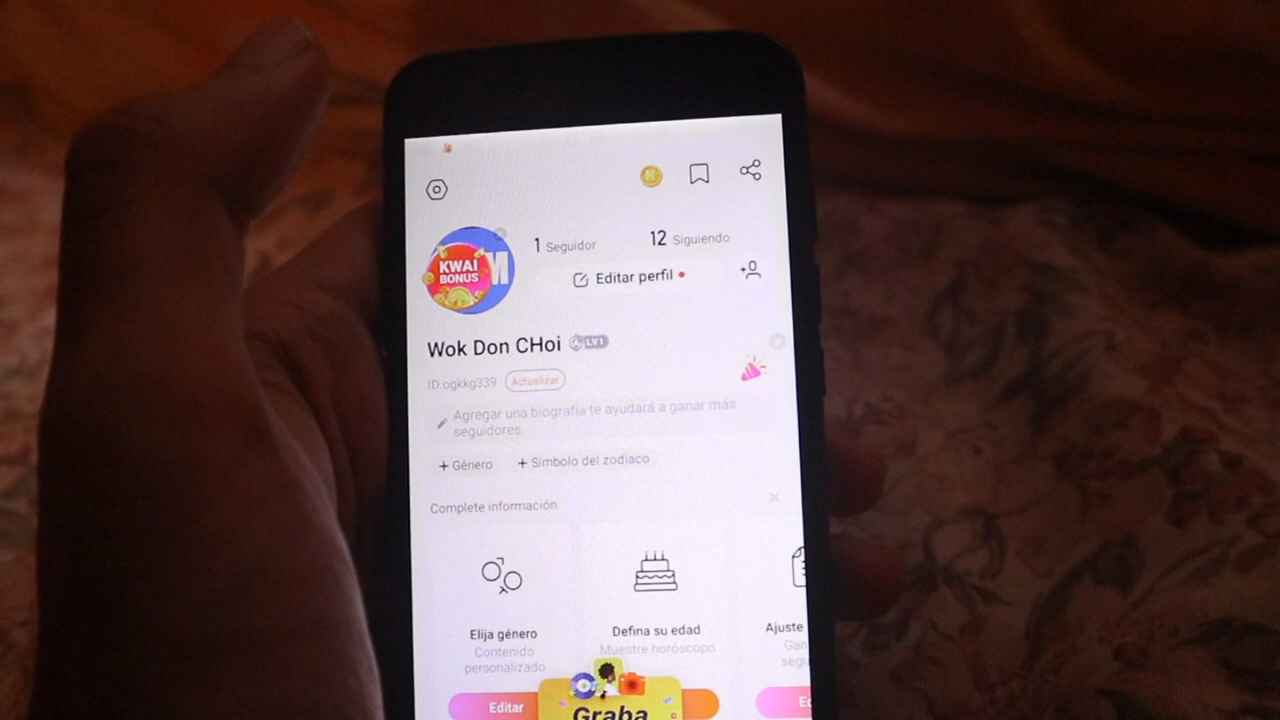 1 Seguidor
12 Siguiendo
KWAI
BONUS
M
Editar perfil
Wok Don CHoi
LV1
ID:ogkkg339
Actualizar
Agregar una biografía te ayudará a ganar más
seguidores
+ Género
+ Símbolo del zodiaco
Complete información
Elija género
Contenido
personalizado
Editar
Defina su edad
Muestre horóscopo
Ajuste
Gan
segu
Graba